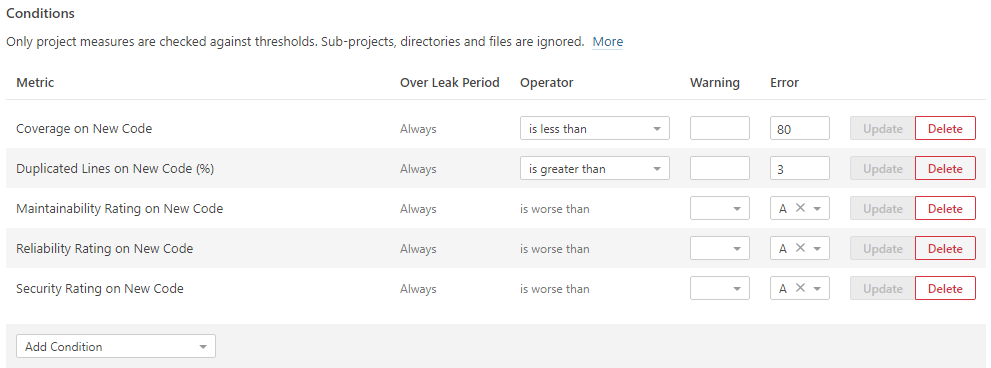 Conditions
Only project measures are checked against thresholds. Sub-projects, directories and files are ignored. More
Metric Over Leak Period Operator Warning Error
Coverage on New Code Always is less than 80 Update Delete
Duplicated Lines on New Code (%) Always is greater than 3 Update Delete
Maintainability Rating on New Code Always is worse than A Update Delete
Reliability Rating on New Code Always is worse than A Update Delete
Security Rating on New Code Always is worse than A Update Delete
Add Condition